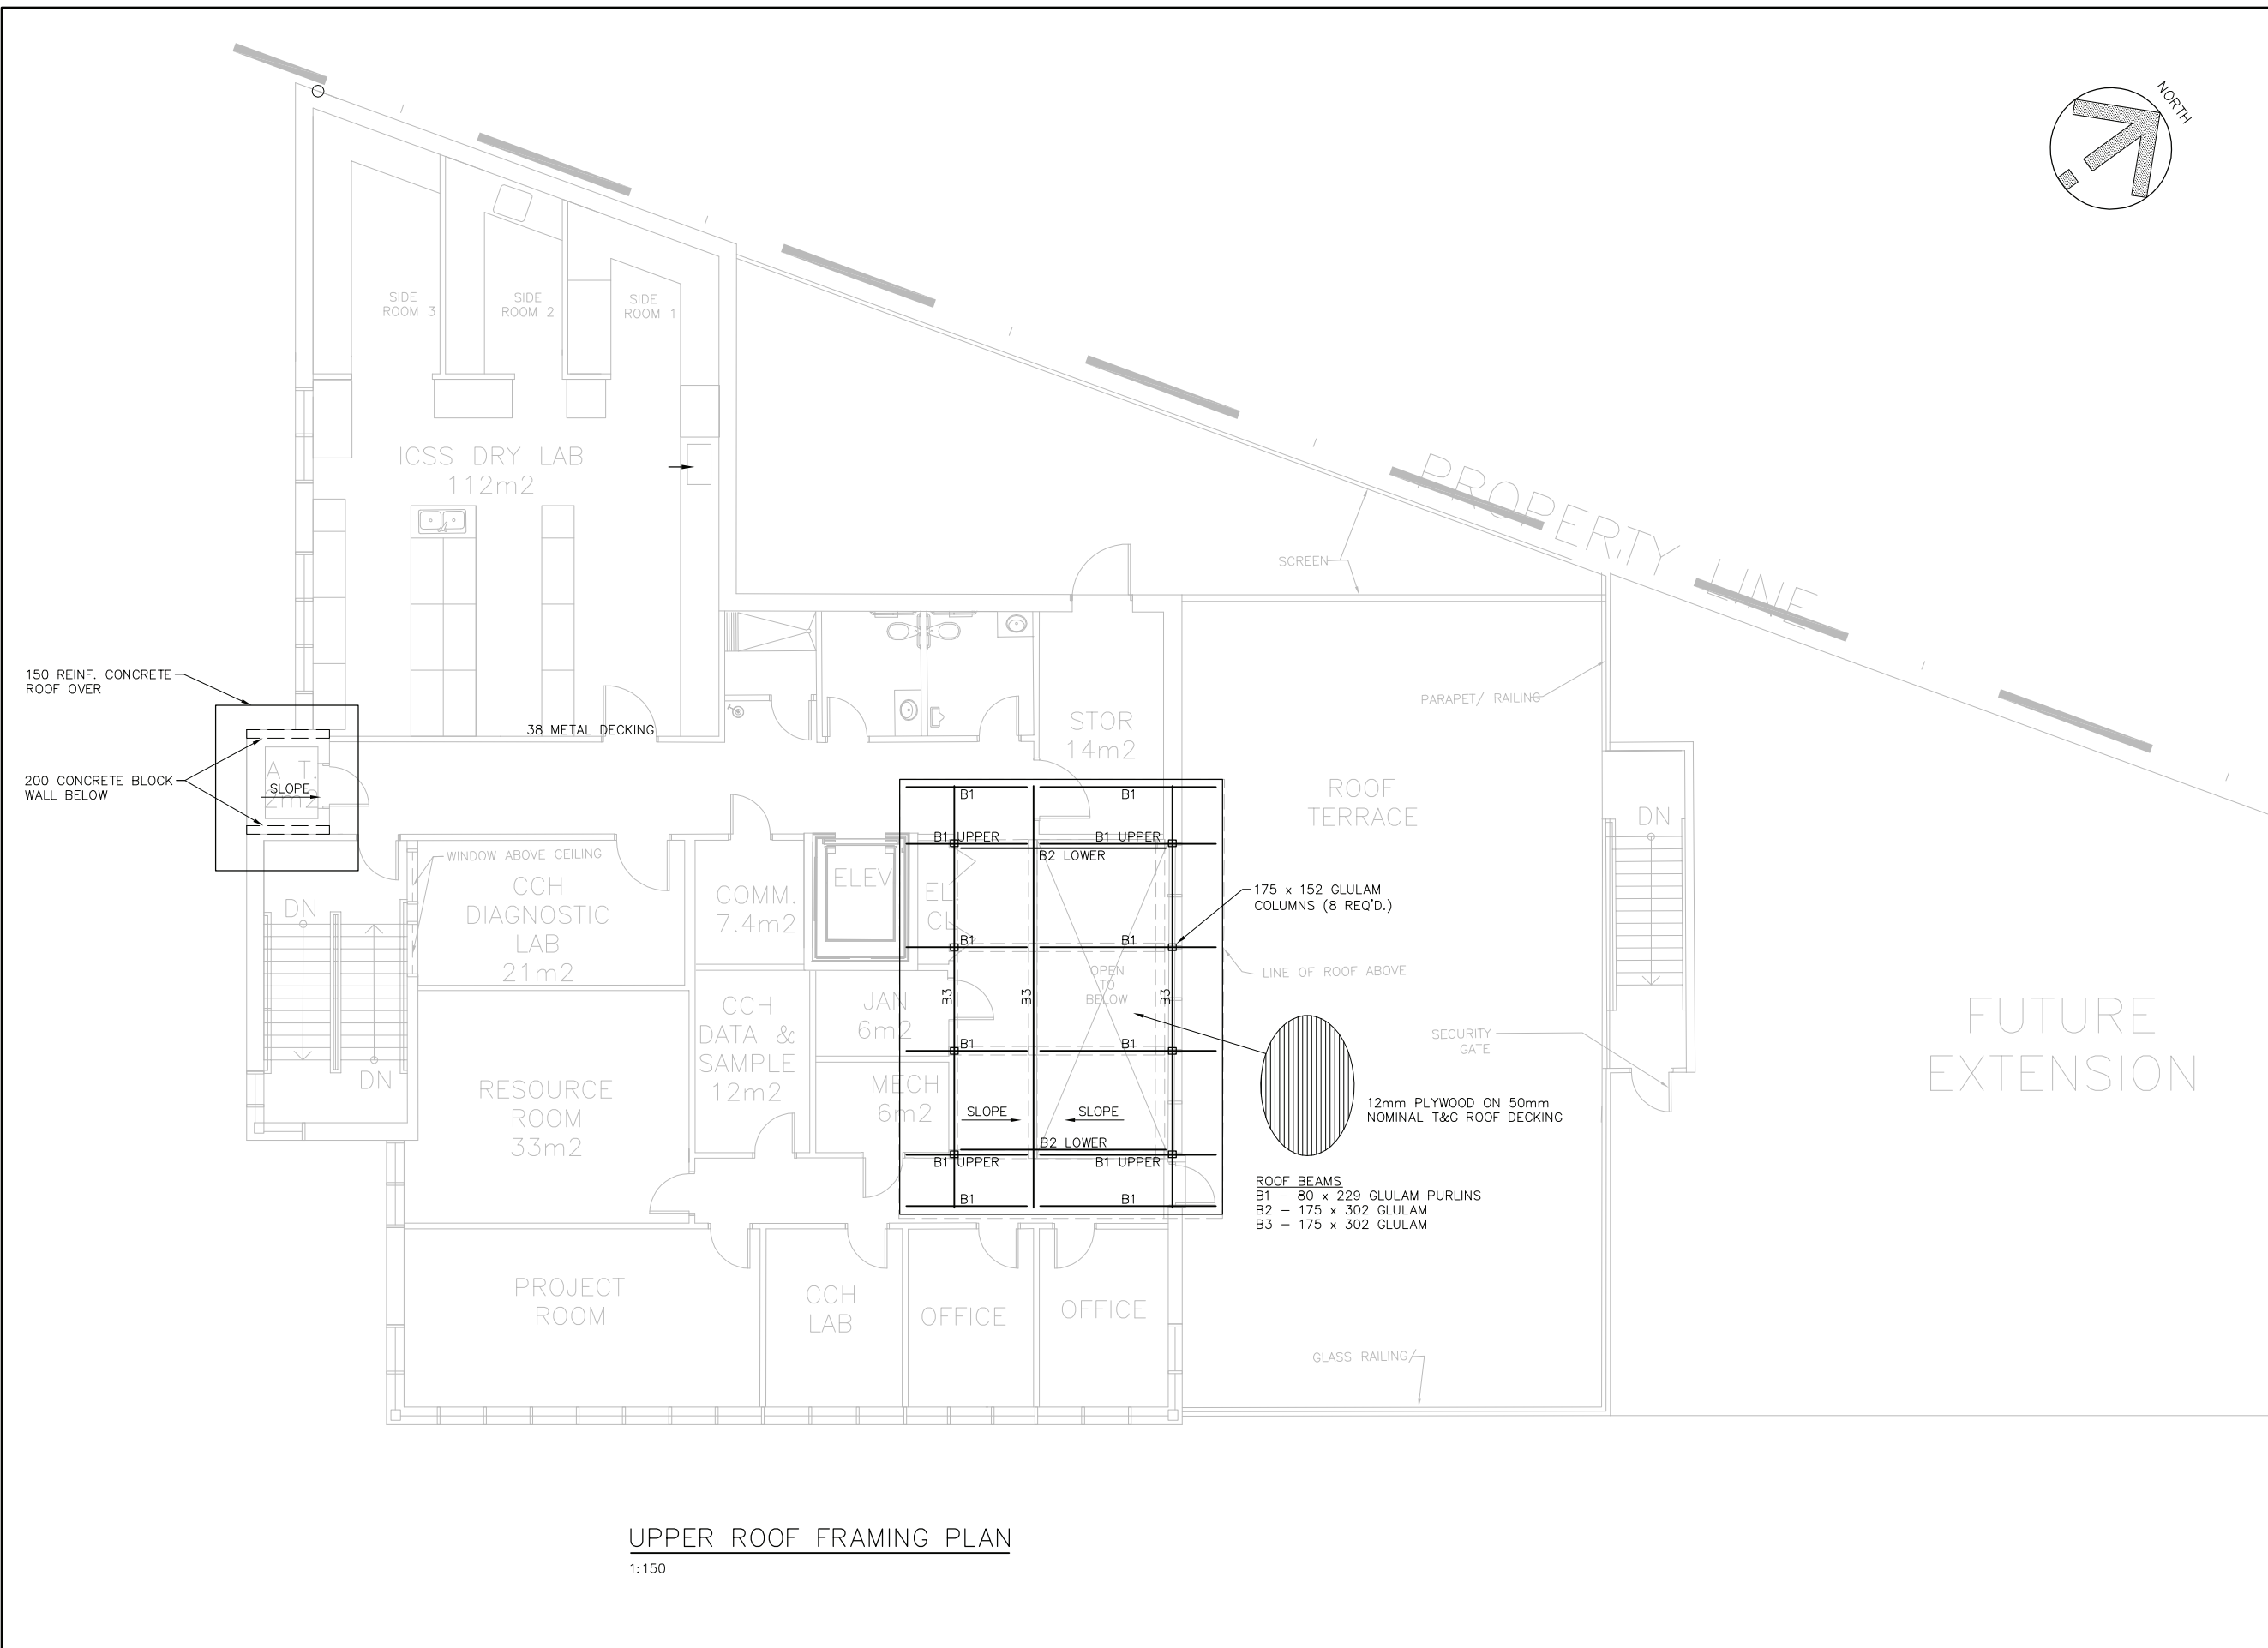 NORTH
SIDE
ROOM 3
SIDE
ROOM 2
SIDE
ROOM 1
ICSS DRY LAB
112m2
PROPERTY LINE
SCREEN
150 REINF. CONCRETE
ROOF OVER
38 METAL DECKING
STOR
14m2
PARAPET/ RAILING
200 CONCRETE BLOCK
WALL BELOW
A T.
2m2
SLOPE
ROOF
TERRACE
DN
B1
B1
B1 UPPER
B1 UPPER
B2 LOWER
WINDOW ABOVE CEILING
CCH
DIAGNOSTIC
LAB
21m2
COMM.
7.4m2
ELEV
EL.
CL
175 x 152 GLULAM
COLUMNS (8 REQ'D.)
DN
B1
B1
OPEN
TO
BELOW
LINE OF ROOF ABOVE
B3
B3
B3
CCH
DATA &
SAMPLE
12m2
JAN
6m2
FUTURE
EXTENSION
SECURITY
GATE
B1
B1
DN
RESOURCE
ROOM
33m2
MECH
6m2
SLOPE
SLOPE
12mm PLYWOOD ON 50mm
NOMINAL T&G ROOF DECKING
B2 LOWER
B1 UPPER
B1 UPPER
B1
B1
ROOF BEAMS
B1 – 80 x 229 GLULAM PURLINS
B2 – 175 x 302 GLULAM
B3 – 175 x 302 GLULAM
PROJECT
ROOM
CCH
LAB
OFFICE
OFFICE
GLASS RAILING/
UPPER ROOF FRAMING PLAN
1:150